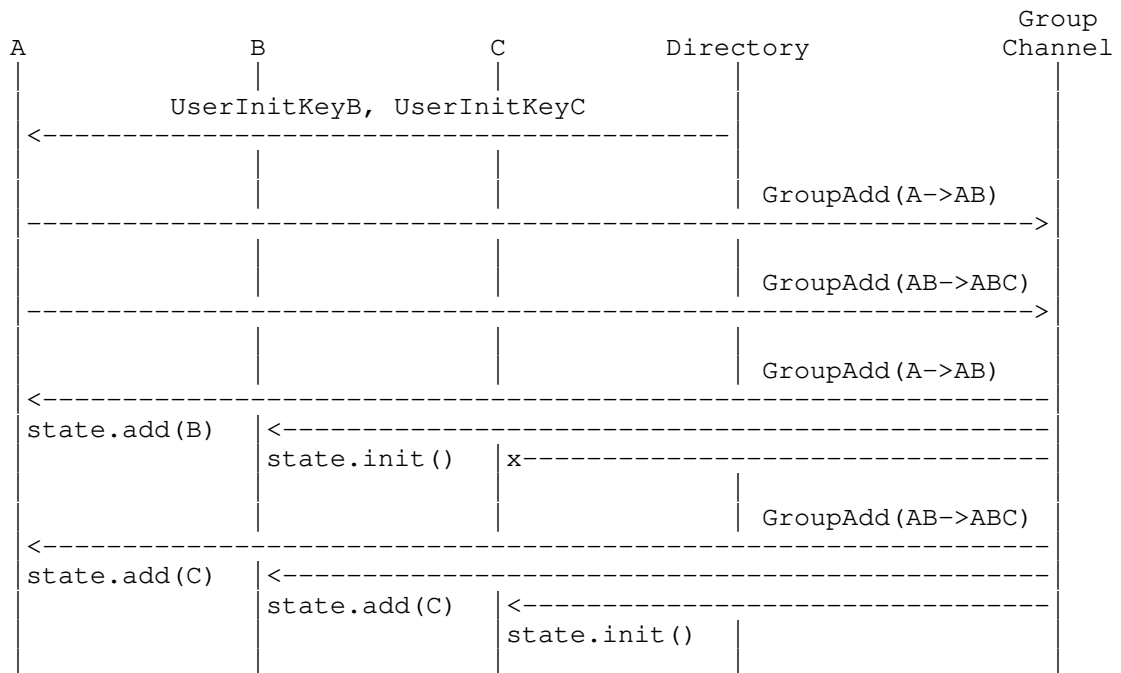 Group
A B C Directory Channel
UserInitKeyB, UserInitKeyC
GroupAdd(A->AB)
GroupAdd(AB->ABC)
GroupAdd(A->AB)
state.add(B)
state.init() x
GroupAdd(AB->ABC)
state.add(C)
state.add(C)
state.init()